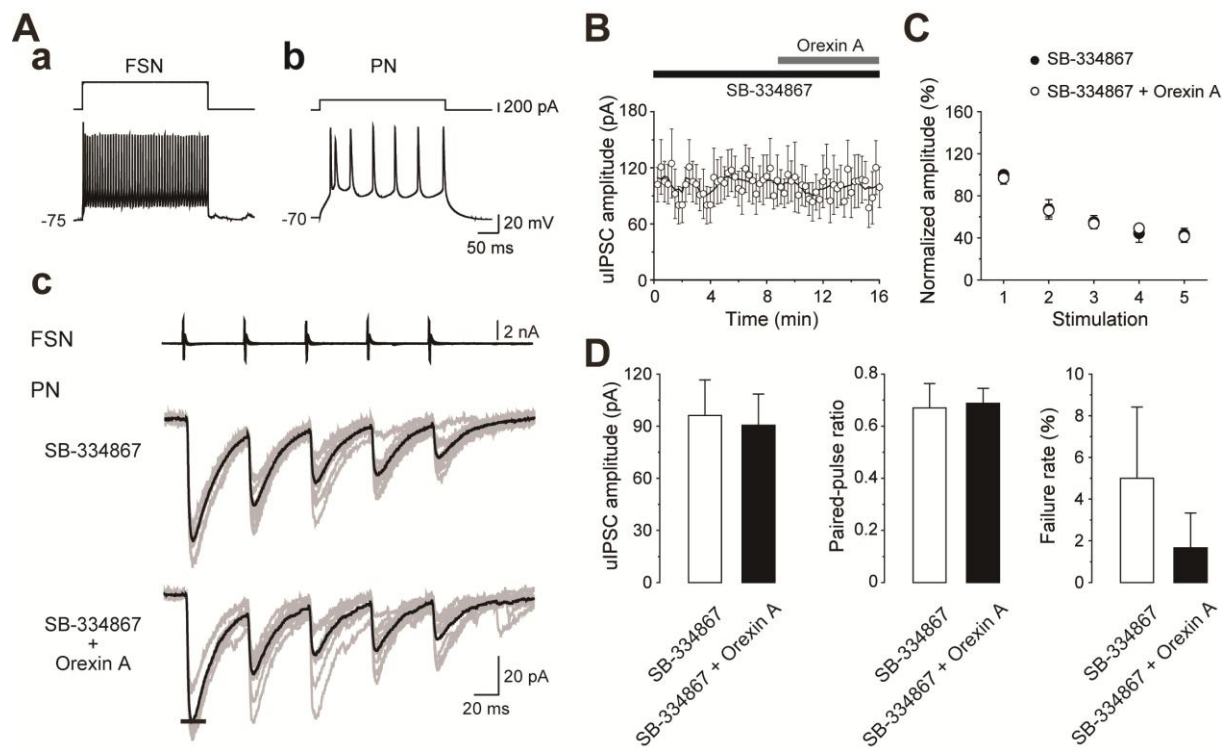 A
a
FSN
-75
b
PN
200 pA
-70
20 mV
50 ms
c
FSN
2 nA
PN
SB-334867
SB-334867
+
Orexin A
20 pA
20 ms
B
Orexin A
SB-334867
uIPSC amplitude (pA)
180
120
60
0
0 4 8 12 16
Time (min)
C
SB-334867
SB-334867 + Orexin A
Normalized amplitude (%)
160
120
80
40
0
1 2 3 4 5
Stimulation
D
uIPSC amplitude (pA)
120
90
60
30
0
SB-334867
SB-334867 + Orexin A
Paired-pulse ratio
0.8
0.6
0.4
0.2
0
SB-334867
SB-334867 + Orexin A
Failure rate (%)
10
8
6
4
2
0
SB-334867
SB-334867 + Orexin A